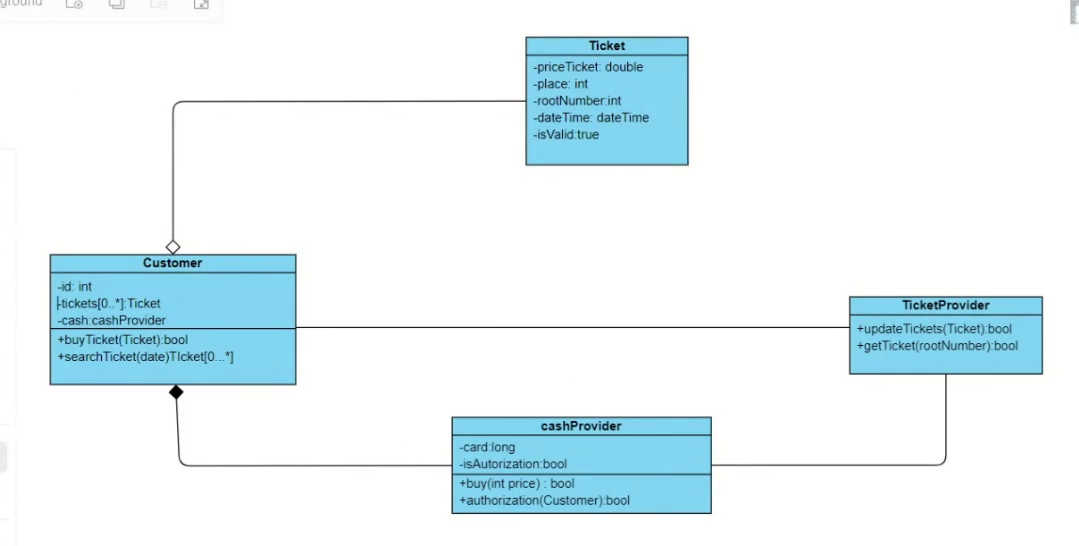 ground
Ticket
-priceTicket: double
-place: int
-rootNumber:int
-dateTime: dateTime
-isValid:true
Customer
-id: int
-tickets[0..*]:Ticket
-cash:cashProvider
+buyTicket(Ticket):bool
+searchTicket(date)TIcket[0...*]
TicketProvider
+updateTickets(Ticket):bool
+getTicket(rootNumber):bool
cashProvider
-card:long
-isAutorization:bool
+buy(int price) : bool
+authorization(Customer):bool